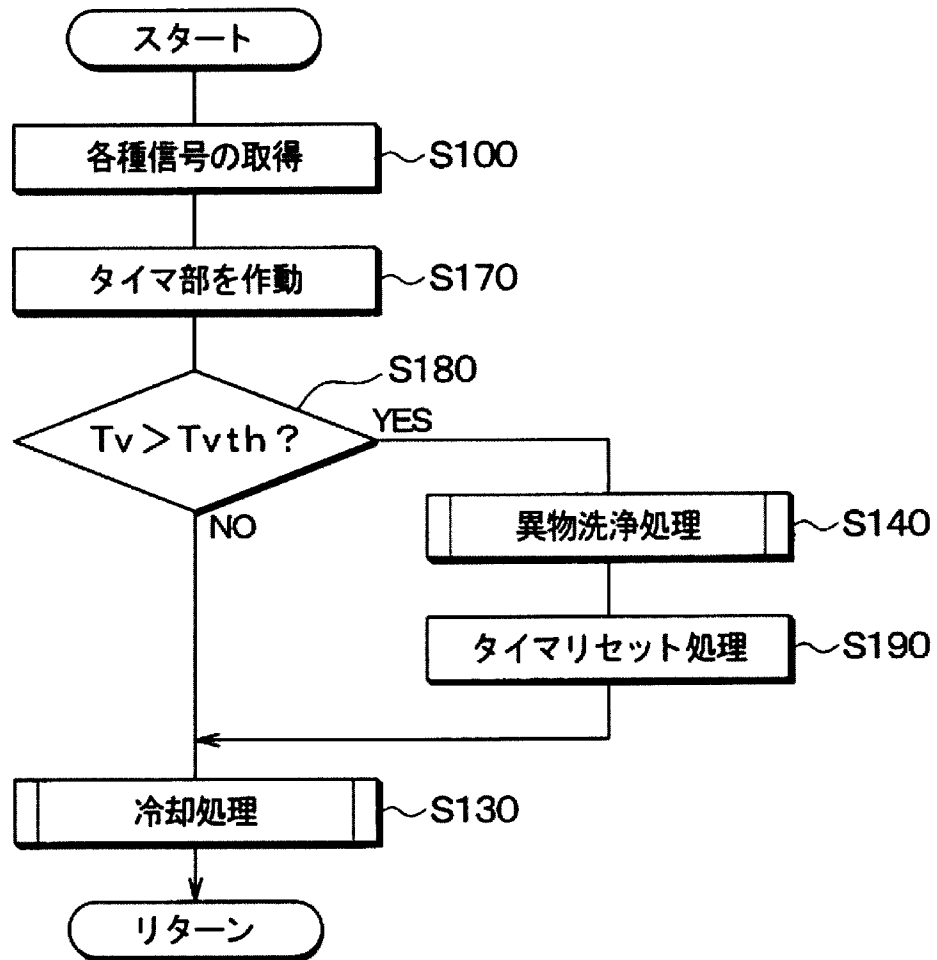 スタート
各種信号の取得
S100
タイマ部を作動
S170
S180
Tv>Tvth?
YES
NO
異物洗浄処理
S140
タイマリセット処理
S190
冷却処理
S130
リターン